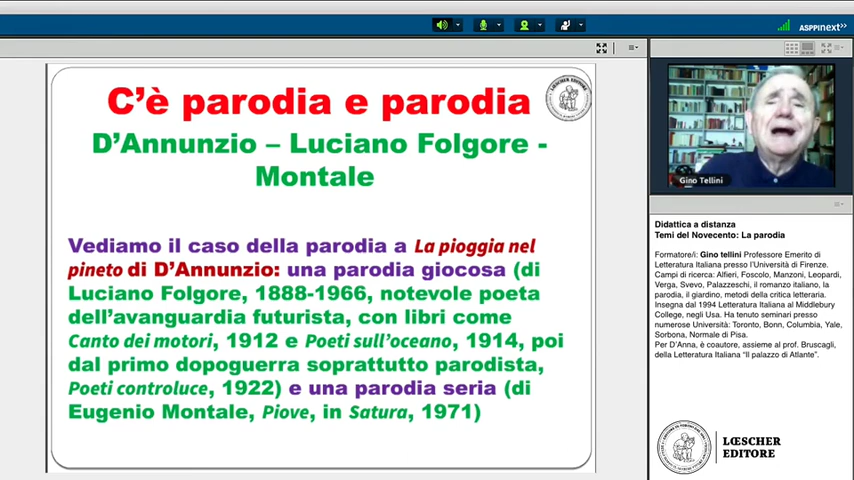 ASPPInext>>
C'è parodia e parodia
D'Annunzio – Luciano Folgore -
Montale
Vediamo il caso della parodia a La pioggia nel
pineto di D'Annunzio: una parodia giocosa (di
Luciano Folgore, 1888-1966, notevole poeta
dell'avanguardia futurista, con libri come
Canto dei motori, 1912 e Poeti sull'oceano, 1914, poi
dal primo dopoguerra soprattutto parodista,
Poeti controluce, 1922) e una parodia seria (di
Eugenio Montale, Piove, in Satura, 1971)
Gino Tellini
Didattica a distanza
Temi del Novecento: La parodia
Formatore/i: Gino tellini Professore Emerito di
Letteratura Italiana presso l'Università di Firenze.
Campi di ricerca: Alfieri, Foscolo, Manzoni, Leopardi,
Verga, Svevo, Palazzeschi, il romanzo italiano, la
parodia, il giardino, metodi della critica letteraria.
Insegna dal 1994 Letteratura Italiana al Middlebury
College, negli Usa. Ha tenuto seminari presso
numerose Università: Toronto, Bonn, Columbia, Yale,
Sorbona, Normale di Pisa.
Per D'Anna, è coautore, assieme al prof. Bruscagli,
della Letteratura Italiana "Il palazzo di Atlante".
LŒSCHER
EDITORE